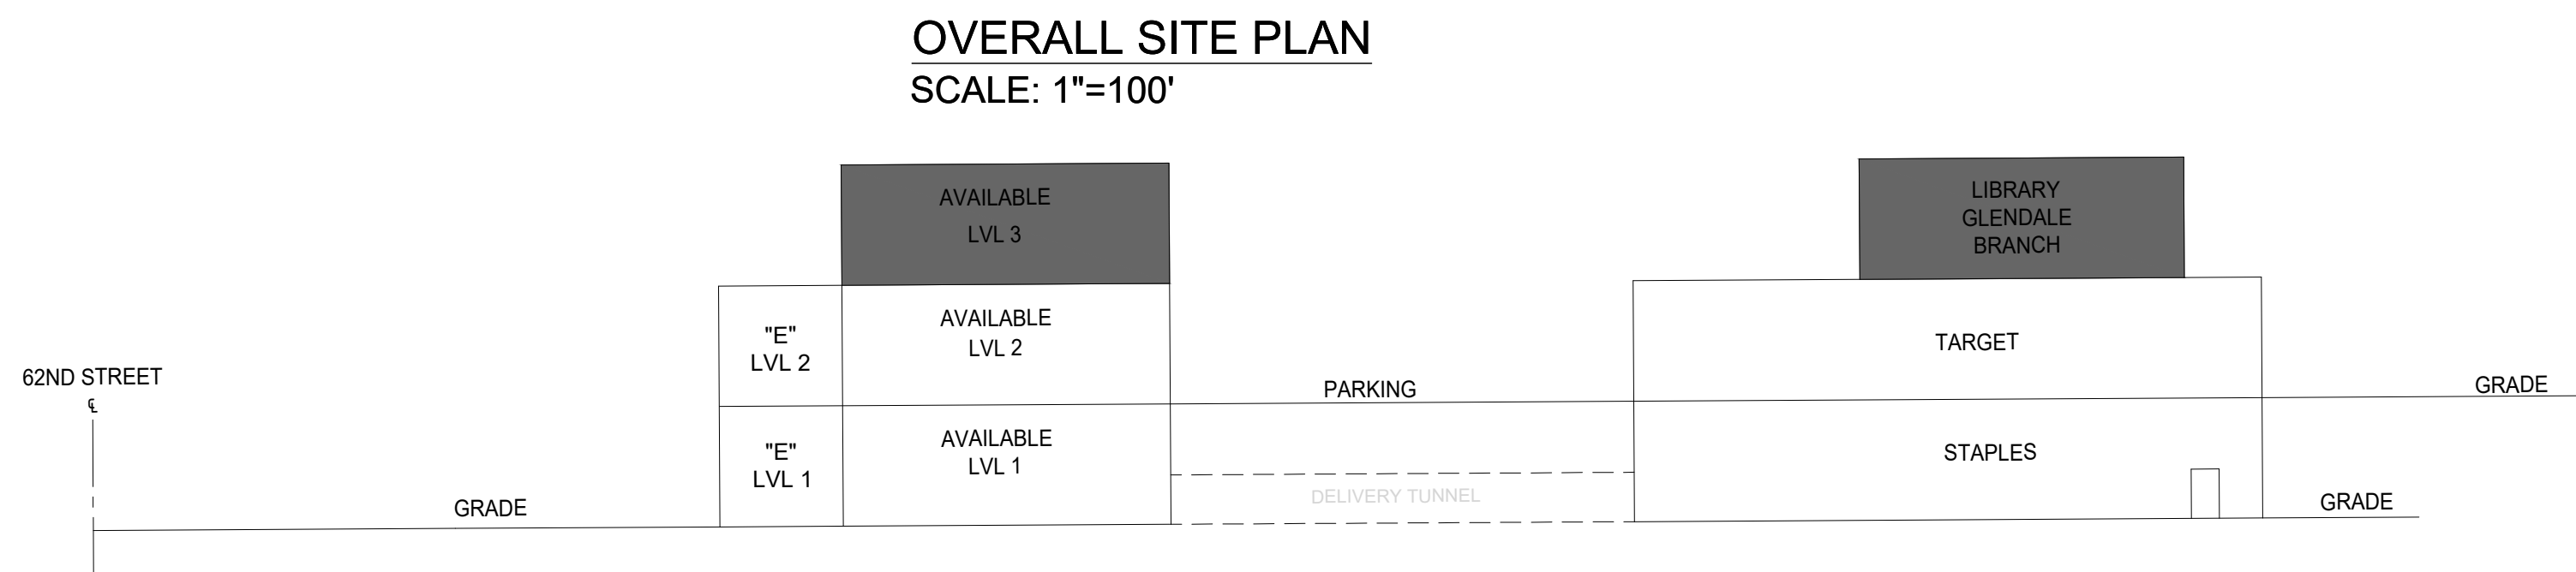 OVERALL SITE PLAN
SCALE: 1"=100'
AVAILABLE
LVL 3
LIBRARY
GLENDALE
BRANCH
"E"
LVL 2
AVAILABLE
LVL 2
TARGET
62ND STREET
℄
PARKING
GRADE
"E"
LVL 1
AVAILABLE
LVL 1
STAPLES
DELIVERY TUNNEL
GRADE
GRADE